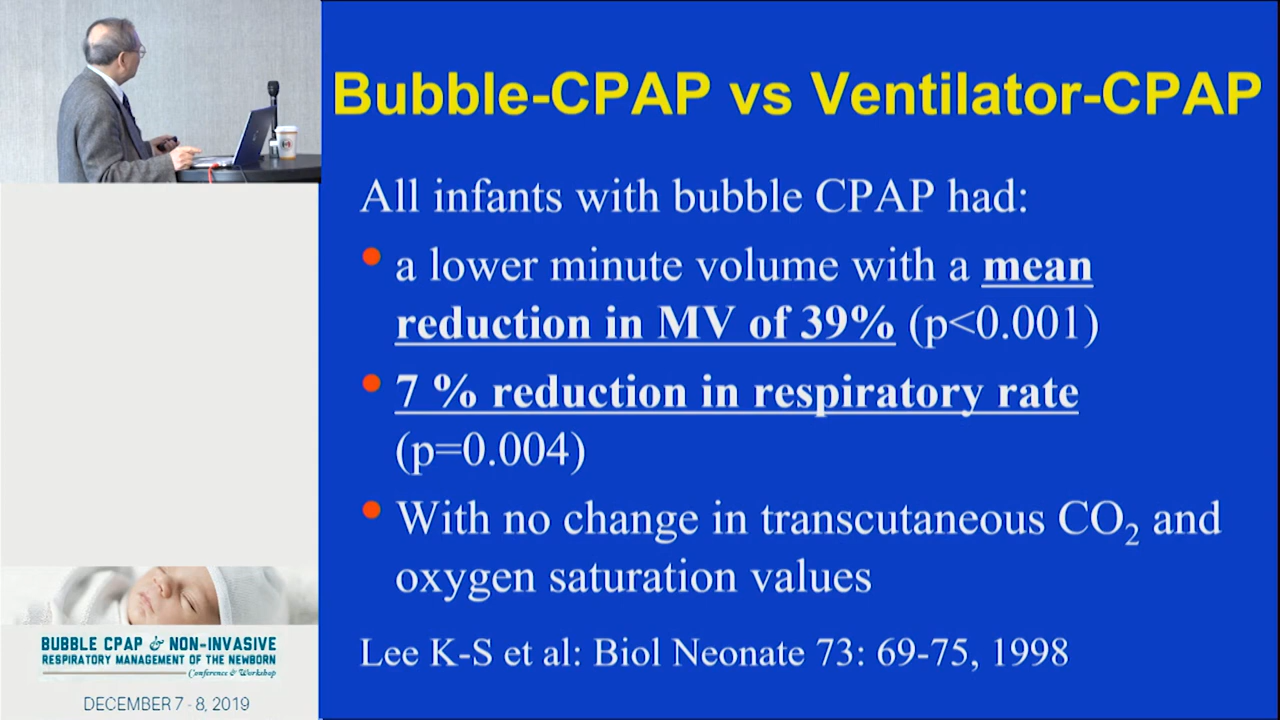 Bubble-CPAP vs Ventilator-CPAP
All infants with bubble CPAP had:
• a lower minute volume with a mean
reduction in MV of 39% (p<0.001)
• 7 % reduction in respiratory rate
(p=0.004)
• With no change in transcutaneous CO₂ and
oxygen saturation values
Lee K-S et al: Biol Neonate 73: 69-75, 1998
BUBBLE CPAP & NON-INVASIVE
RESPIRATORY MANAGEMENT OF THE NEWBORN
Conference & Workshop
DECEMBER 7 - 8, 2019